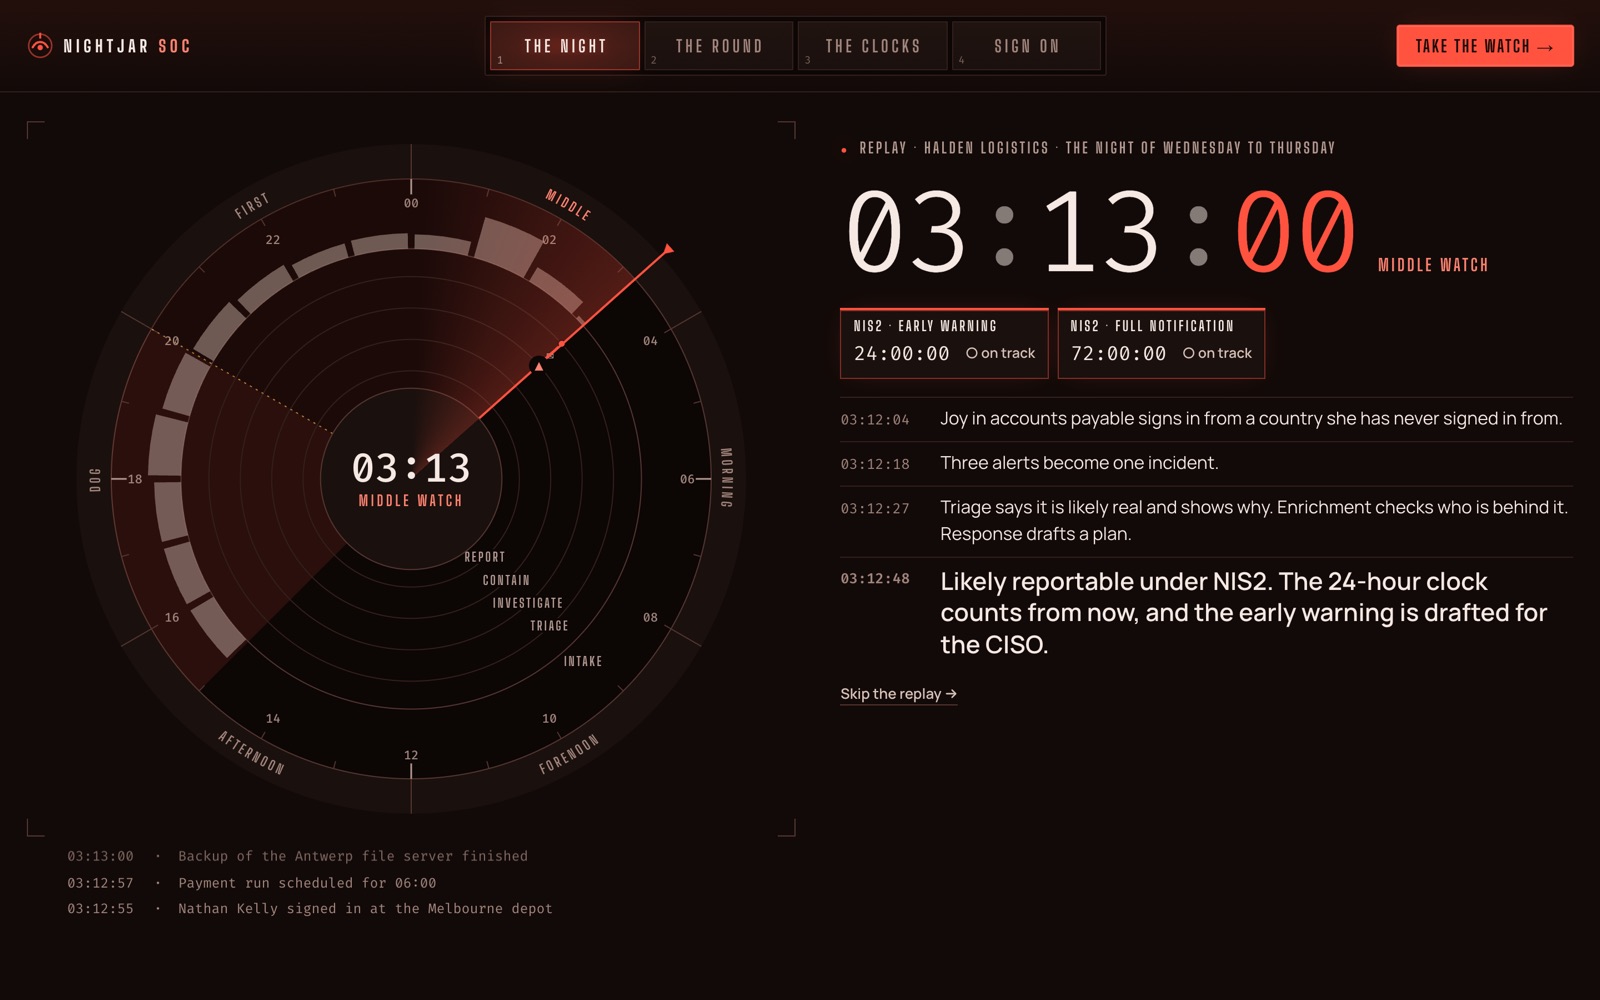 NIGHTJAR SOC
1 THE NIGHT
2 THE ROUND
3 THE CLOCKS
4 SIGN ON
TAKE THE WATCH →
REPLAY · HALDEN LOGISTICS · THE NIGHT OF WEDNESDAY TO THURSDAY
03:13:00 MIDDLE WATCH
NIS2 · EARLY WARNING
24:00:00 on track
NIS2 · FULL NOTIFICATION
72:00:00 on track
03:12:04 Joy in accounts payable signs in from a country she has never signed in from.
03:12:18 Three alerts become one incident.
03:12:27 Triage says it is likely real and shows why. Enrichment checks who is behind it.
Response drafts a plan.
03:12:48 Likely reportable under NIS2. The 24-hour clock
counts from now, and the early warning is drafted for
the CISO.
Skip the replay →
FIRST
MIDDLE
MORNING
FORENOON
AFTERNOON
DOG
00
02
04
06
08
10
12
14
16
18
20
22
03:13
MIDDLE WATCH
REPORT
CONTAIN
INVESTIGATE
TRIAGE
INTAKE
03:13:00 · Backup of the Antwerp file server finished
03:12:57 · Payment run scheduled for 06:00
03:12:55 · Nathan Kelly signed in at the Melbourne depot